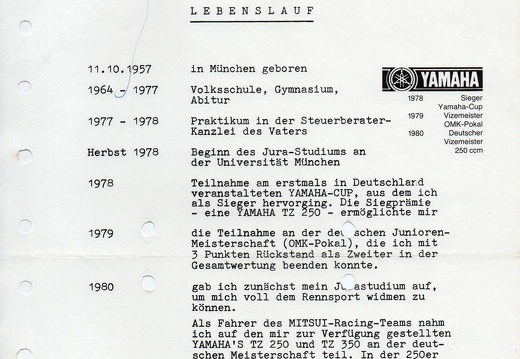 LEBENSLAUF
11.10.1957 in München geboren
1964 - 1977 Volksschule, Gymnasium,
Abitur
1977 - 1978 Praktikum in der Steuerberater-
Kanzlei des Vaters
Herbst 1978 Beginn des Jura-Studiums an
der Universität München
YAMAHA
1978 Sieger
Yamaha-Cup
1979 Vizemeister
OMK-Pokal
1980 Deutscher
Vizemeister
250 ccm
1978 Teilnahme am erstmals in Deutschland
veranstalteten YAMAHA-CUP, aus dem ich
als Sieger hervorging. Die Siegprämie
- eine YAMAHA TZ 250 - ermöglichte mir
1979 die Teilnahme an der deutschen Junioren-
Meisterschaft (OMK-Pokal), die ich mit
3 Punkten Rückstand als Zweiter in der
Gesamtwertung beenden konnte.
1980 gab ich zunächst mein Jurastudium auf,
um mich voll dem Rennsport widmen zu
können.
Als Fahrer des MITSUI-Racing-Teams nahm
ich auf den mir zur Verfügung gestellten
YAMAHA'S TZ 250 und TZ 350 an der deut-
schen Meisterschaft teil. In der 250er